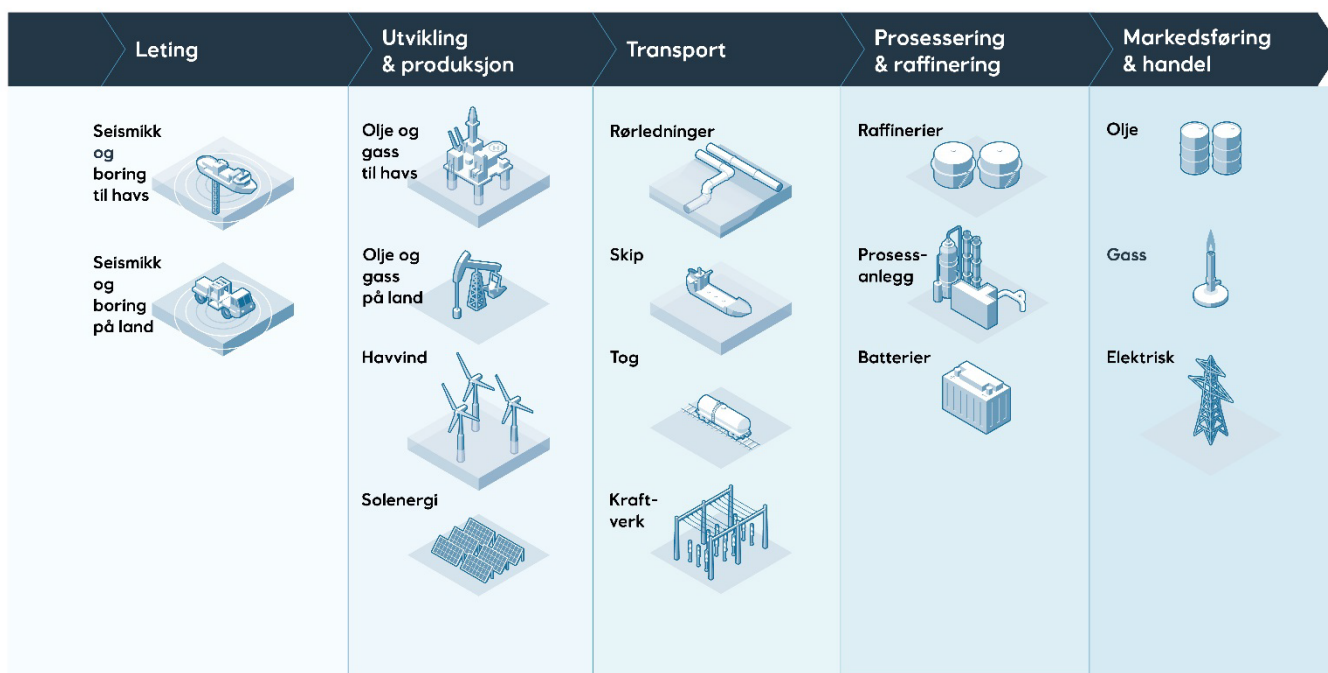 Leting
Utvikling
& produksjon
Transport
Prosessering
& raffinering
Markedsføring
& handel
Seismikk
og
boring
til havs
Seismikk
og
boring
på land
Olje og
gass
til havs
Olje og
gass
på land
Havvind
Solenergi
Rørledninger
Skip
Tog
Kraft-
verk
Raffinerier
Prosess-
anlegg
Batterier
Olje
Gass
Elektrisk